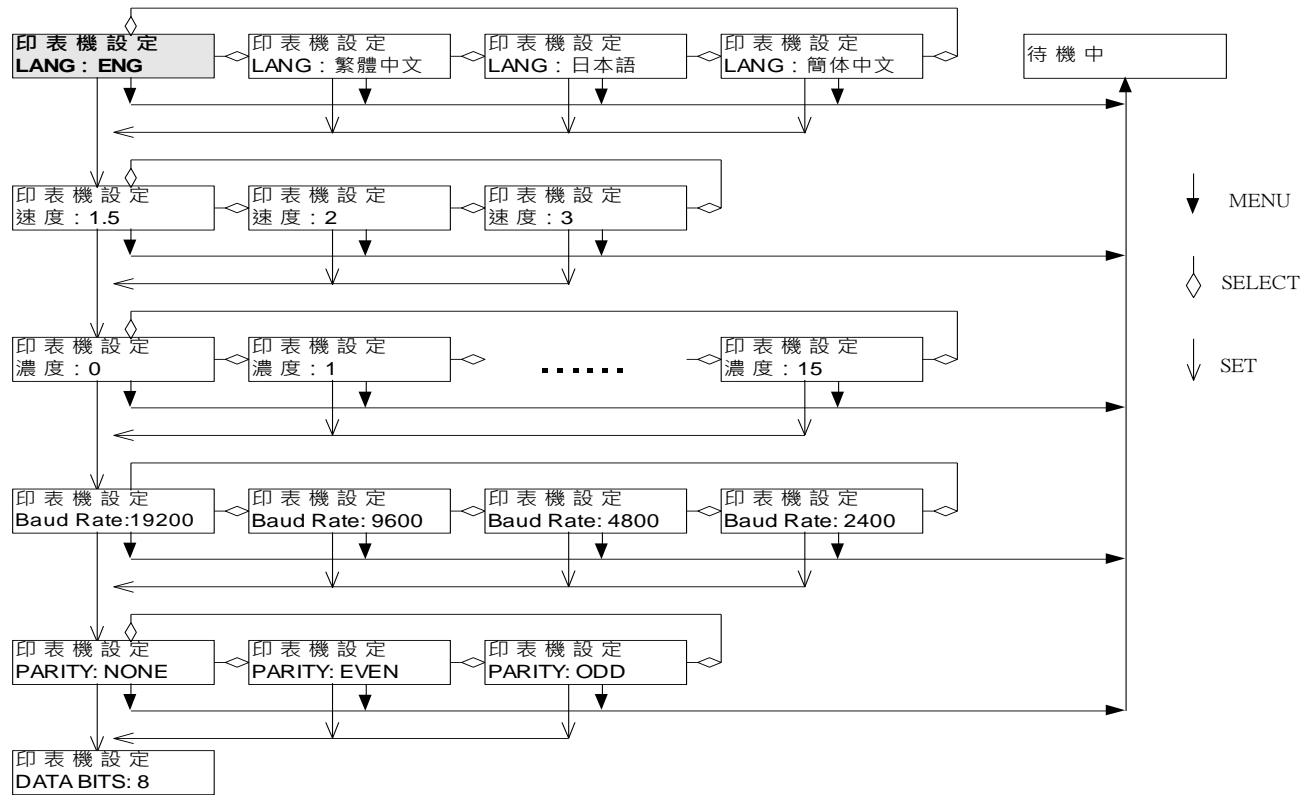 印表機設定
LANG : ENG
印表機設定
LANG : 繁體中文
印表機設定
LANG : 日本語
印表機設定
LANG : 簡体中文
待機中
印表機設定
速度 : 1.5
印表機設定
速度 : 2
印表機設定
速度 : 3
MENU
SELECT
SET
印表機設定
濃度 : 0
印表機設定
濃度 : 1
......
印表機設定
濃度 : 15
印表機設定
Baud Rate:19200
印表機設定
Baud Rate: 9600
印表機設定
Baud Rate: 4800
印表機設定
Baud Rate: 2400
印表機設定
PARITY: NONE
印表機設定
PARITY: EVEN
印表機設定
PARITY: ODD
印表機設定
DATA BITS: 8